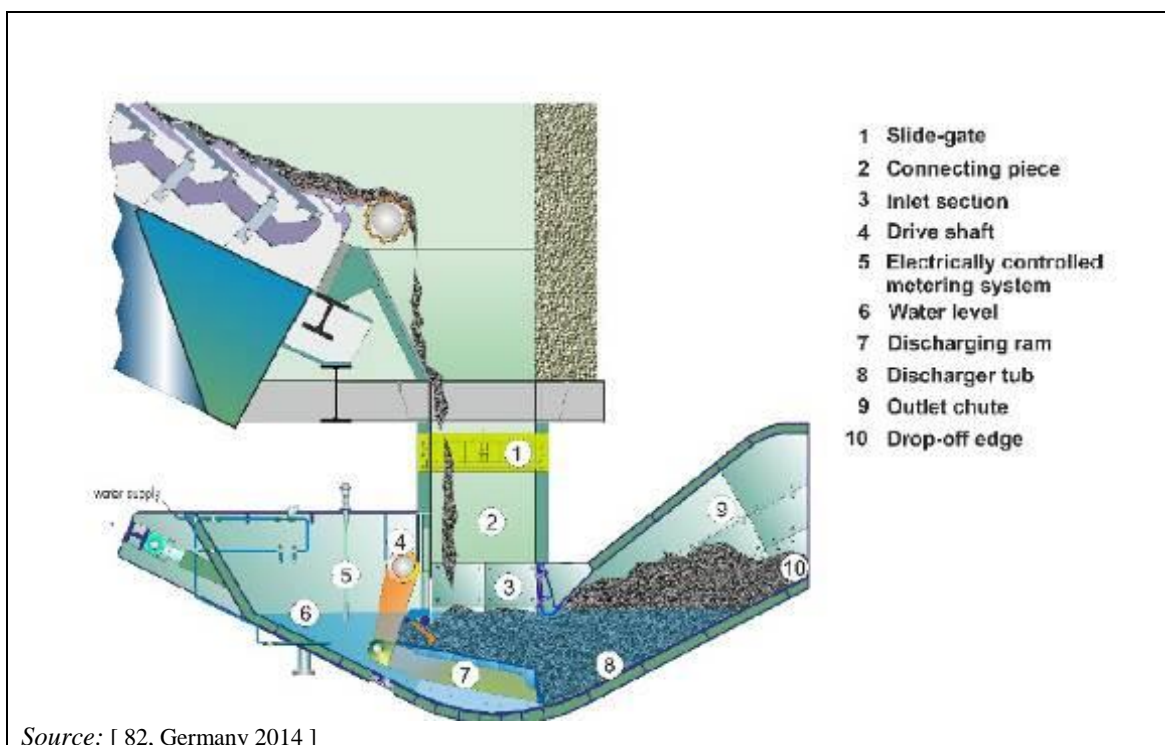 1 Slide-gate
2 Connecting piece
3 Inlet section
4 Drive shaft
5 Electrically controlled
metering system
6 Water level
7 Discharging ram
8 Discharger tub
9 Outlet chute
10 Drop-off edge
1
2
water supply
9
4
10
5
3
6
7
8
Source: [ 82, Germany 2014 ]